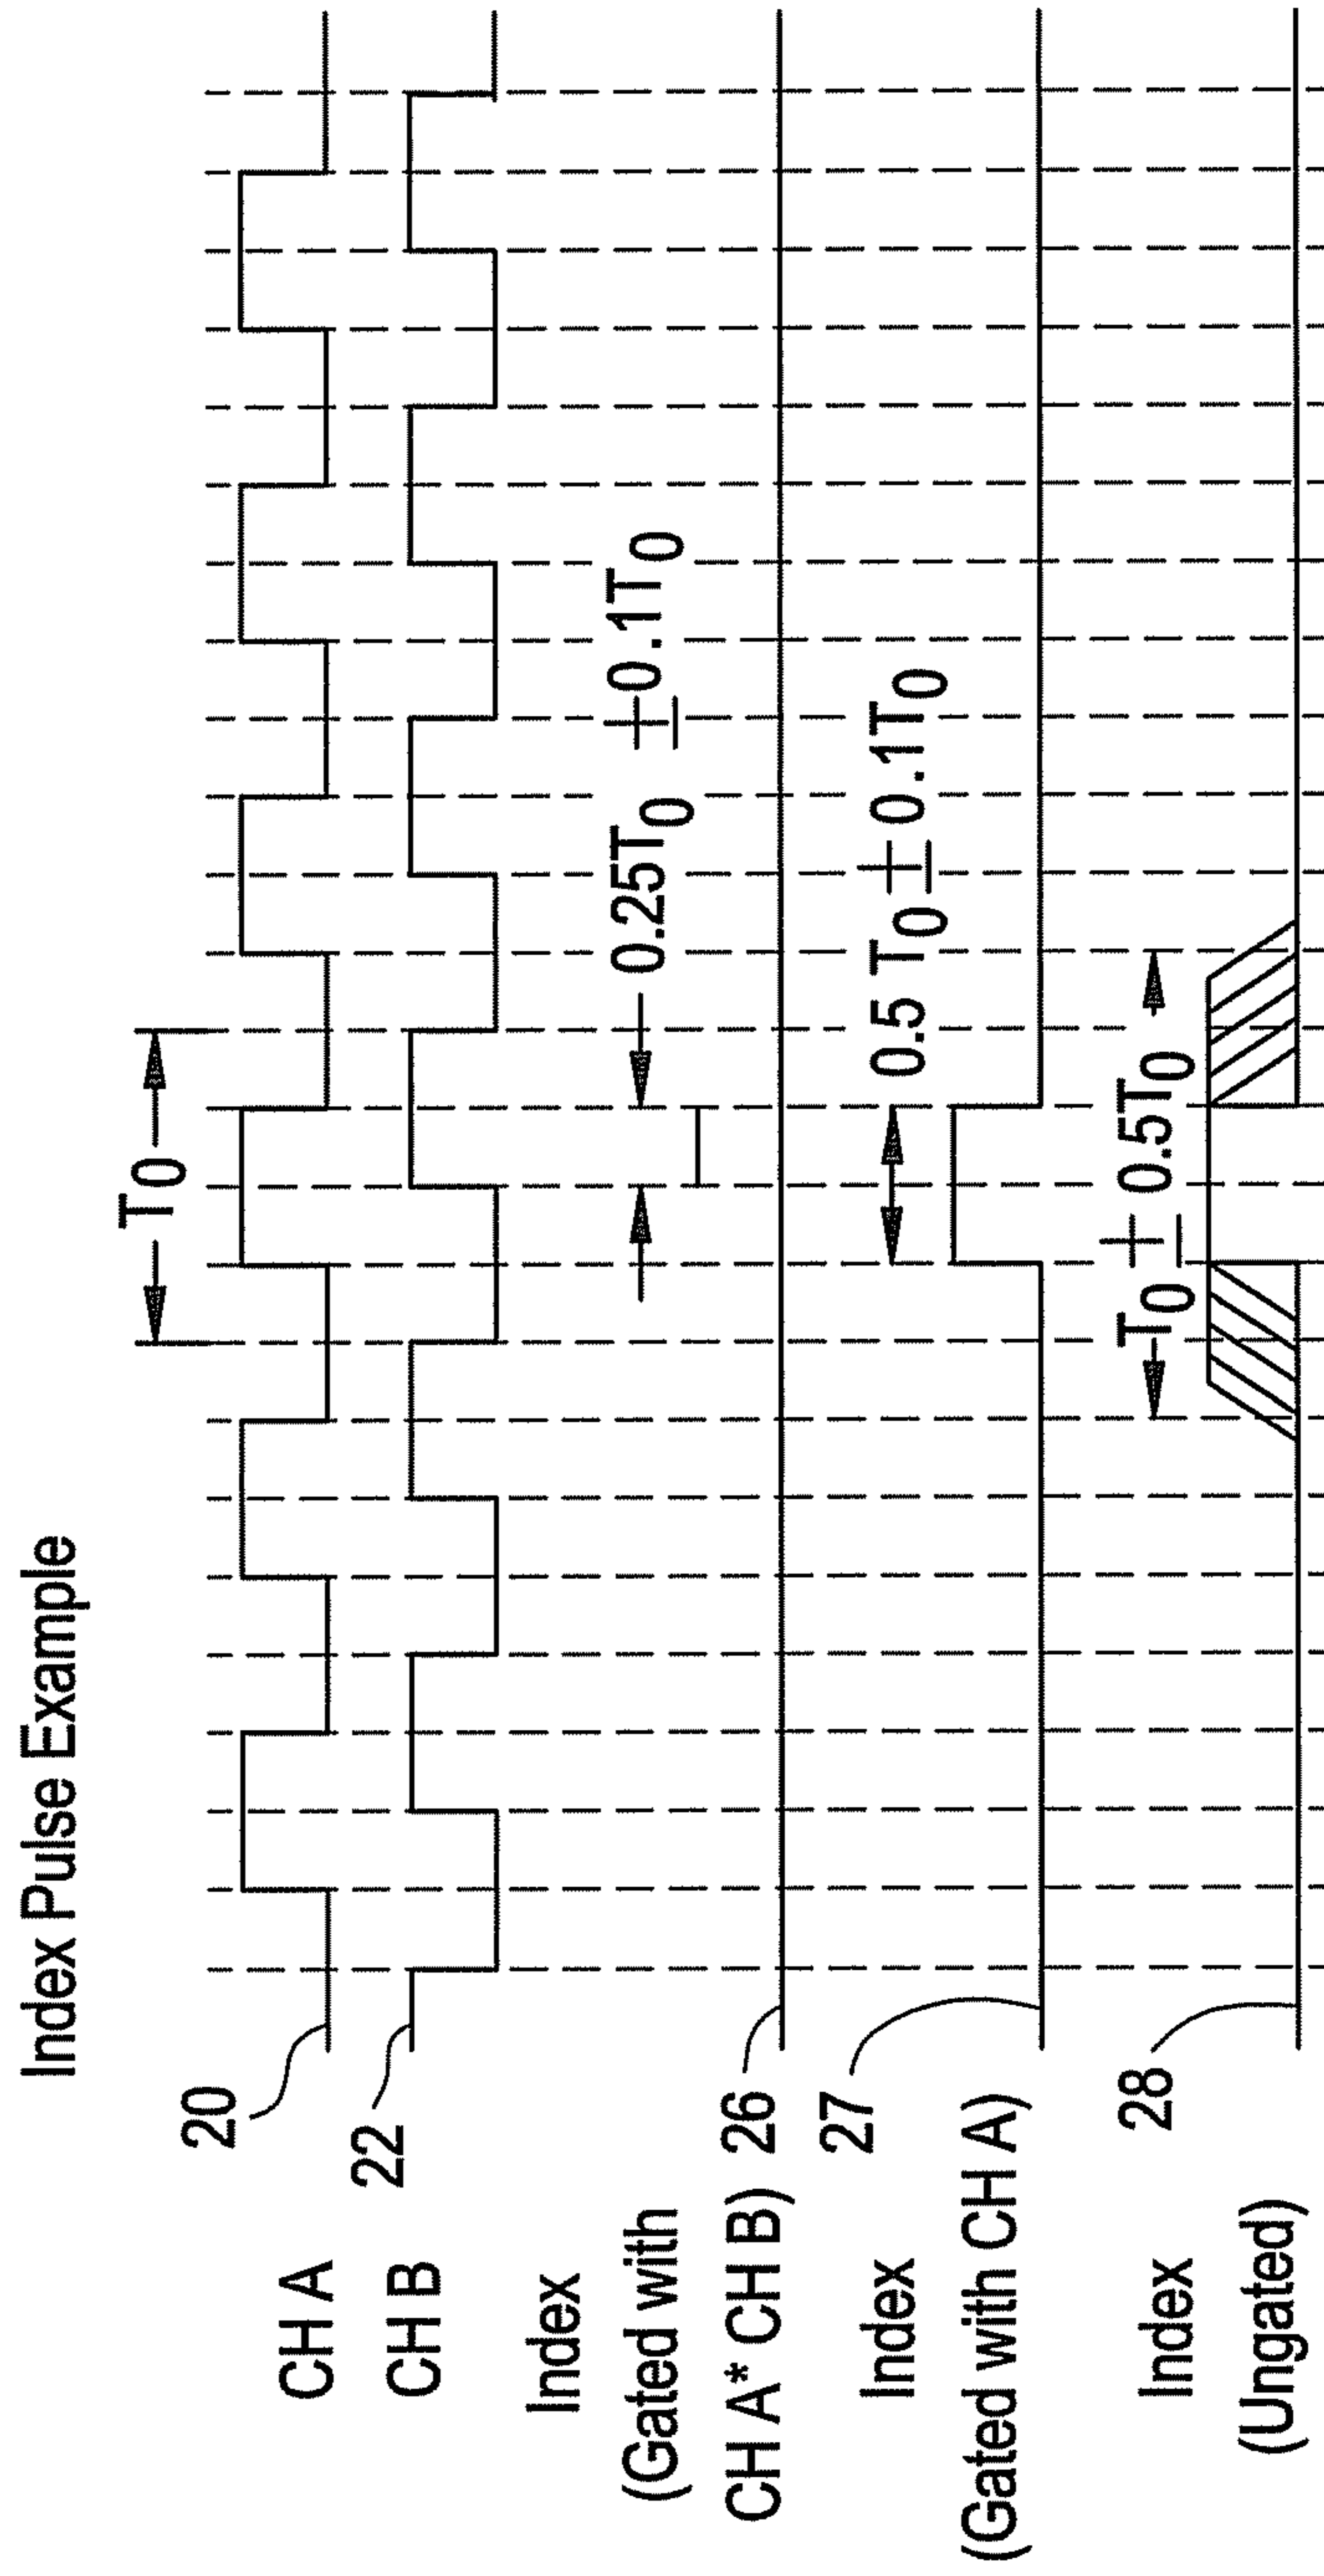 Index Pulse Example
T0
20
CH A
22
CH B
Index
(Gated with
CH A* CH B) 26
0.25T0 ± 0.1T0
27
Index
(Gated with CH A)
0.5 T0 ± 0.1T0
28
Index
(Ungated)
T0 ± 0.5T0